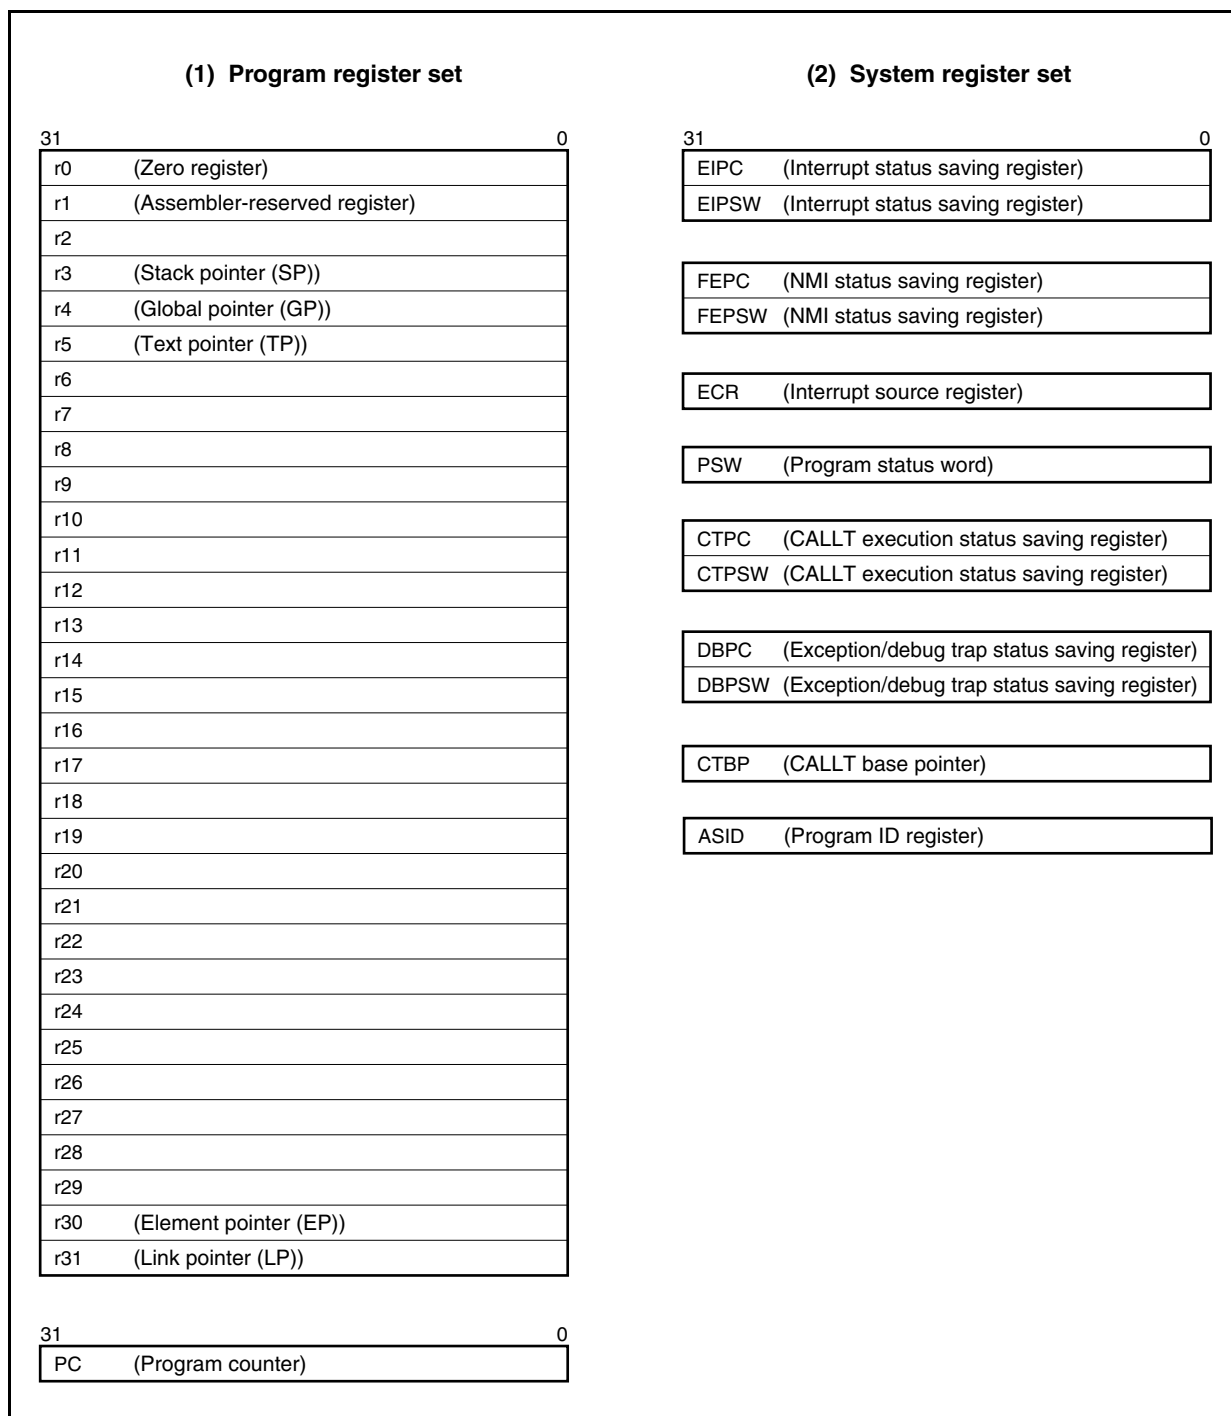 (1) Program register set
31 0
r0 (Zero register)
r1 (Assembler-reserved register)
r2
r3 (Stack pointer (SP))
r4 (Global pointer (GP))
r5 (Text pointer (TP))
r6
r7
r8
r9
r10
r11
r12
r13
r14
r15
r16
r17
r18
r19
r20
r21
r22
r23
r24
r25
r26
r27
r28
r29
r30 (Element pointer (EP))
r31 (Link pointer (LP))
31 0
PC (Program counter)
(2) System register set
31 0
EIPC (Interrupt status saving register)
EIPSW (Interrupt status saving register)
FEPC (NMI status saving register)
FEPSW (NMI status saving register)
ECR (Interrupt source register)
PSW (Program status word)
CTPC (CALLT execution status saving register)
CTPSW (CALLT execution status saving register)
DBPC (Exception/debug trap status saving register)
DBPSW (Exception/debug trap status saving register)
CTBP (CALLT base pointer)
ASID (Program ID register)